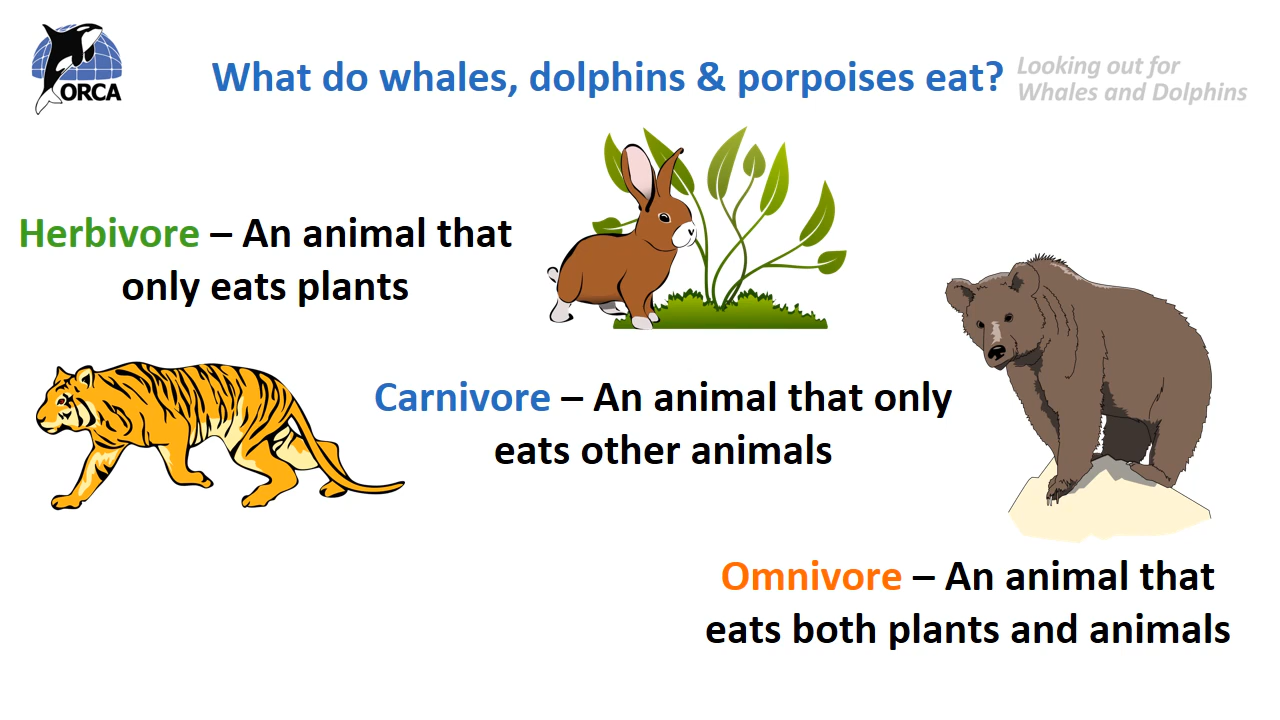 ORCA
What do whales, dolphins & porpoises eat?
Looking out for
Whales and Dolphins
Herbivore – An animal that
only eats plants
Carnivore – An animal that only
eats other animals
Omnivore – An animal that
eats both plants and animals